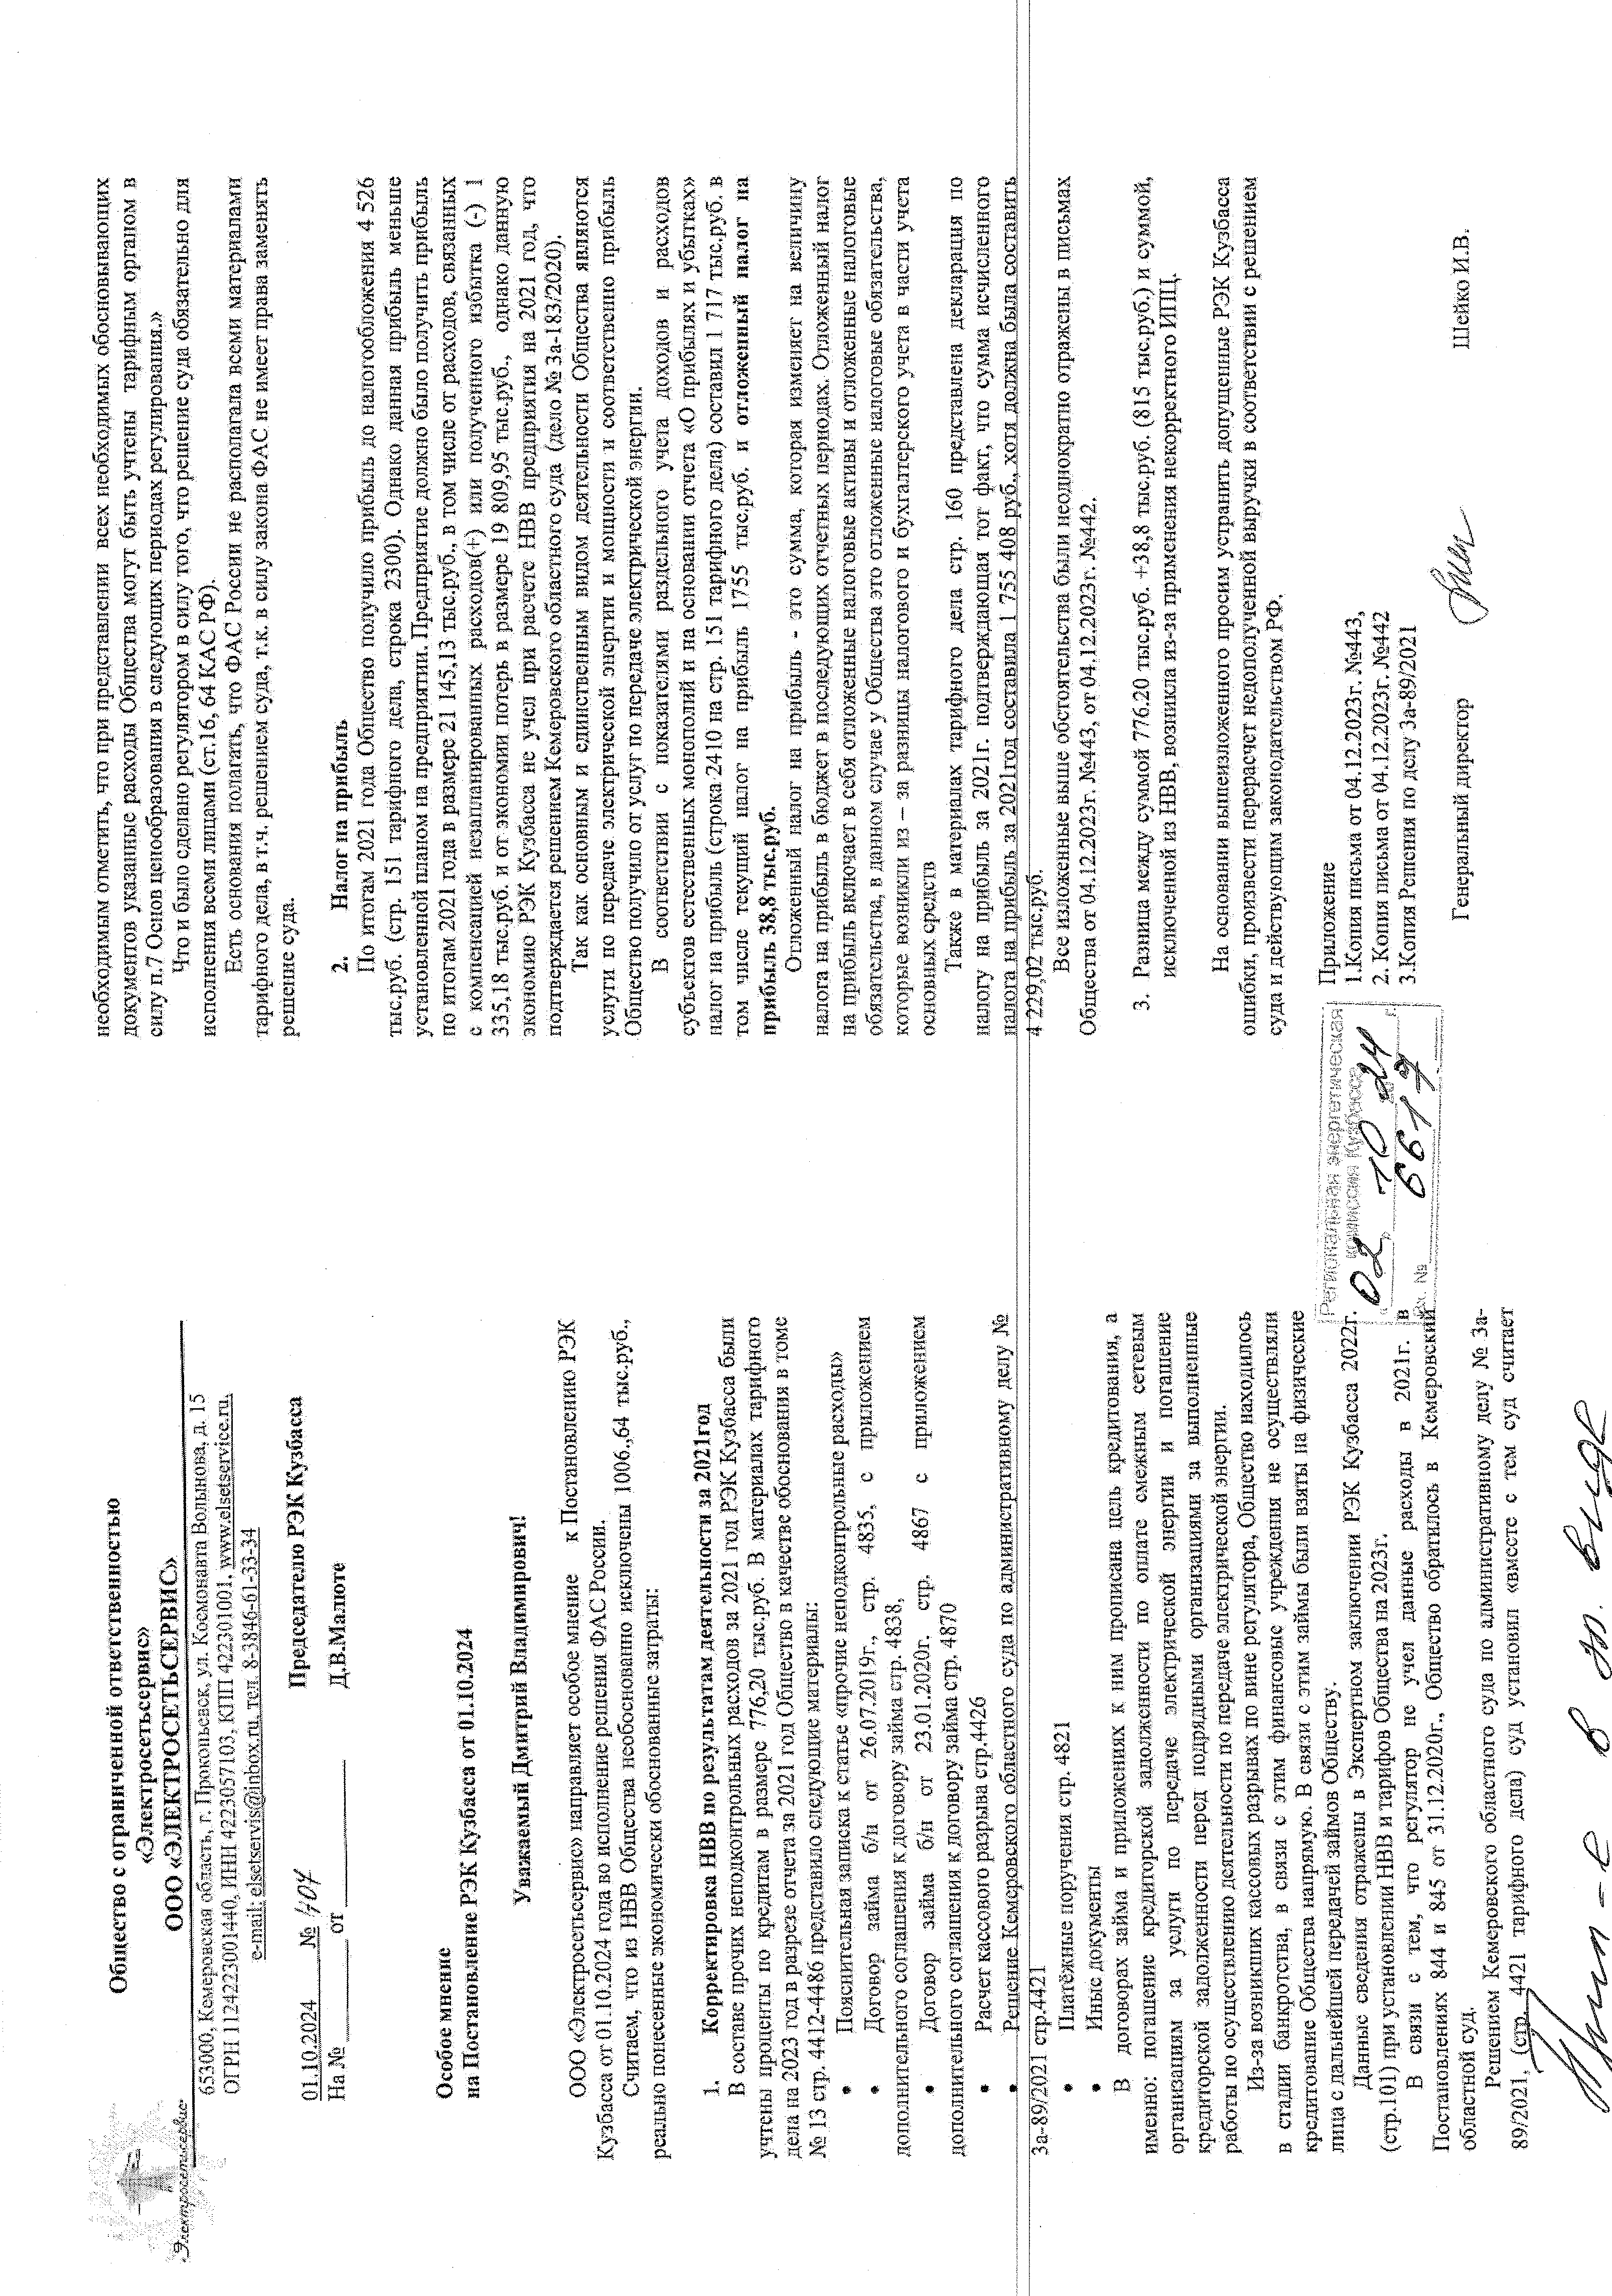 Общество с ограниченной ответственностью
«Электросетьсервис»
ООО «ЭЛЕКТРОСЕТЬСЕРВИС»
653000, Кемеровская область, г. Прокопьевск, ул. Космонавта Волынова, д. 15
ОГРН 1124223001440, ИНН 4223057103, КПП 422301001, www.elsetservice.ru,
e-mail: elsetservis@inbox.ru, тел. 8-3846-61-33-34
Электросетьсервис
01.10.2024 № 407
На № от
Председателю РЭК Кузбасса
Д.В.Малюте
Особое мнение
на Постановление РЭК Кузбасса от 01.10.2024
Уважаемый Дмитрий Владимирович!
ООО «Электросетьсервис» направляет особое мнение к Постановлению РЭК
Кузбасса от 01.10.2024 года во исполнение решения ФАС России.
Считаем, что из НВВ Общества необоснованно исключены 1006.,64 тыс.руб.,
реально понесенные экономически обоснованные затраты:
1. Корректировка НВВ по результатам деятельности за 2021год
В составе прочих неподконтрольных расходов за 2021 год РЭК Кузбасса были
учтены проценты по кредитам в размере 776,20 тыс.руб. В материалах тарифного
дела на 2023 год в разрезе отчета за 2021 год Общество в качестве обоснования в томе
№ 13 стр. 4412-4486 представило следующие материалы:
• Пояснительная записка к статье «прочие неподконтрольные расходы»
• Договор займа б/н от 26.07.2019г., стр. 4835, с приложением
дополнительного соглашения к договору займа стр. 4838,
• Договор займа б/н от 23.01.2020г. стр. 4867 с приложением
дополнительного соглашения к договору займа стр. 4870
• Расчет кассового разрыва стр.4426
• Решение Кемеровского областного суда по административному делу №
3а-89/2021 стр.4421
• Платёжные поручения стр. 4821
• Иные документы
В договорах займа и приложениях к ним прописана цель кредитования, а
именно: погашение кредиторской задолженности по оплате смежным сетевым
организациям за услуги по передаче электрической энергии и погашение
кредиторской задолженности перед подрядными организациями за выполненные
работы по осуществлению деятельности по передаче электрической энергии.
Из-за возникших кассовых разрывах по вине регулятора, Общество находилось
в стадии банкротства, в связи с этим финансовые учреждения не осуществляли
кредитование Общества напрямую. В связи с этим займы были взяты на физические
лица с дальнейшей передачей займов Обществу.
Данные сведения отражены в Экспертном заключении РЭК Кузбасса 2022г.
(стр.101) при установлении НВВ и тарифов Общества на 2023г.
В связи с тем, что регулятор не учел данные расходы в 2021г. в
Постановлениях 844 и 845 от 31.12.2020г., Общество обратилось в Кемеровский
областной суд.
Решением Кемеровского областного суда по административному делу № 3а-
89/2021, (стр. 4421 тарифного дела) суд установил «вместе с тем суд считает
необходимым отметить, что при представлении всех необходимых обосновывающих
документов указанные расходы Общества могут быть учтены тарифным органом в
силу п.7 Основ ценообразования в следующих периодах регулирования.»
Что и было сделано регулятором в силу того, что решение суда обязательно для
исполнения всеми лицами (ст.16, 64 КАС РФ).
Есть основания полагать, что ФАС России не располагала всеми материалами
тарифного дела, в т.ч. решением суда, т.к. в силу закона ФАС не имеет права заменять
решение суда.
2. Налог на прибыль
По итогам 2021 года Общество получило прибыль до налогообложения 4 526
тыс.руб. (стр. 151 тарифного дела, строка 2300). Однако данная прибыль меньше
установленной планом на предприятии. Предприятие должно было получить прибыль
по итогам 2021 года в размере 21 145,13 тыс.руб., в том числе от расходов, связанных
с компенсацией незапланированных расходов(+) или полученного избытка (-) 1
335,18 тыс.руб. и от экономии потерь в размере 19 809,95 тыс.руб., однако данную
экономию РЭК Кузбасса не учел при расчете НВВ предприятия на 2021 год, что
подтверждается решением Кемеровского областного суда (дело № 3а-183/2020).
Так как основным и единственным видом деятельности Общества являются
услуги по передаче электрической энергии и мощности и соответственно прибыль
Общество получило от услуг по передаче электрической энергии.
В соответствии с показателями раздельного учета доходов и расходов
субъектов естественных монополий и на основании отчета «О прибылях и убытках»
налог на прибыль (строка 2410 на стр. 151 тарифного дела) составил 1 717 тыс.руб. в
том числе текущий налог на прибыль 1755 тыс.руб. и отложенный налог на
прибыль 38,8 тыс.руб.
Отложенный налог на прибыль - это сумма, которая изменяет на величину
налога на прибыль в бюджет в последующих отчетных периодах. Отложенный налог
на прибыль включает в себя отложенные налоговые активы и отложенные налоговые
обязательства, в данном случае у Общества это отложенные налоговые обязательства,
которые возникли из – за разницы налогового и бухгалтерского учета в части учета
основных средств
Также в материалах тарифного дела стр. 160 представлена декларация по
налогу на прибыль за 2021г. подтверждающая тот факт, что сумма исчисленного
налога на прибыль за 2021год составила 1 755 408 руб., хотя должна была составить
4 229,02 тыс.руб.
Все изложенные выше обстоятельства были неоднократно отражены в письмах
Общества от 04.12.2023г. №443, от 04.12.2023г. №442.
3. Разница между суммой 776.20 тыс.руб. +38,8 тыс.руб. (815 тыс.руб.) и суммой,
исключенной из НВВ, возникла из-за применения некорректного ИПЦ.
На основании вышеизложенного просим устранить допущенные РЭК Кузбасса
ошибки, произвести перерасчет недополученной выручки в соответствии с решением
суда и действующим законодательством РФ.
Приложение
1.Копия письма от 04.12.2023г. №443,
2. Копия письма от 04.12.2023г. №442
3.Копия Решения по делу 3а-89/2021
Генеральный директор Шейко И.В.
Региональная энергетическая
комиссия Кузбасса
02 10 24
Вх. № 6617